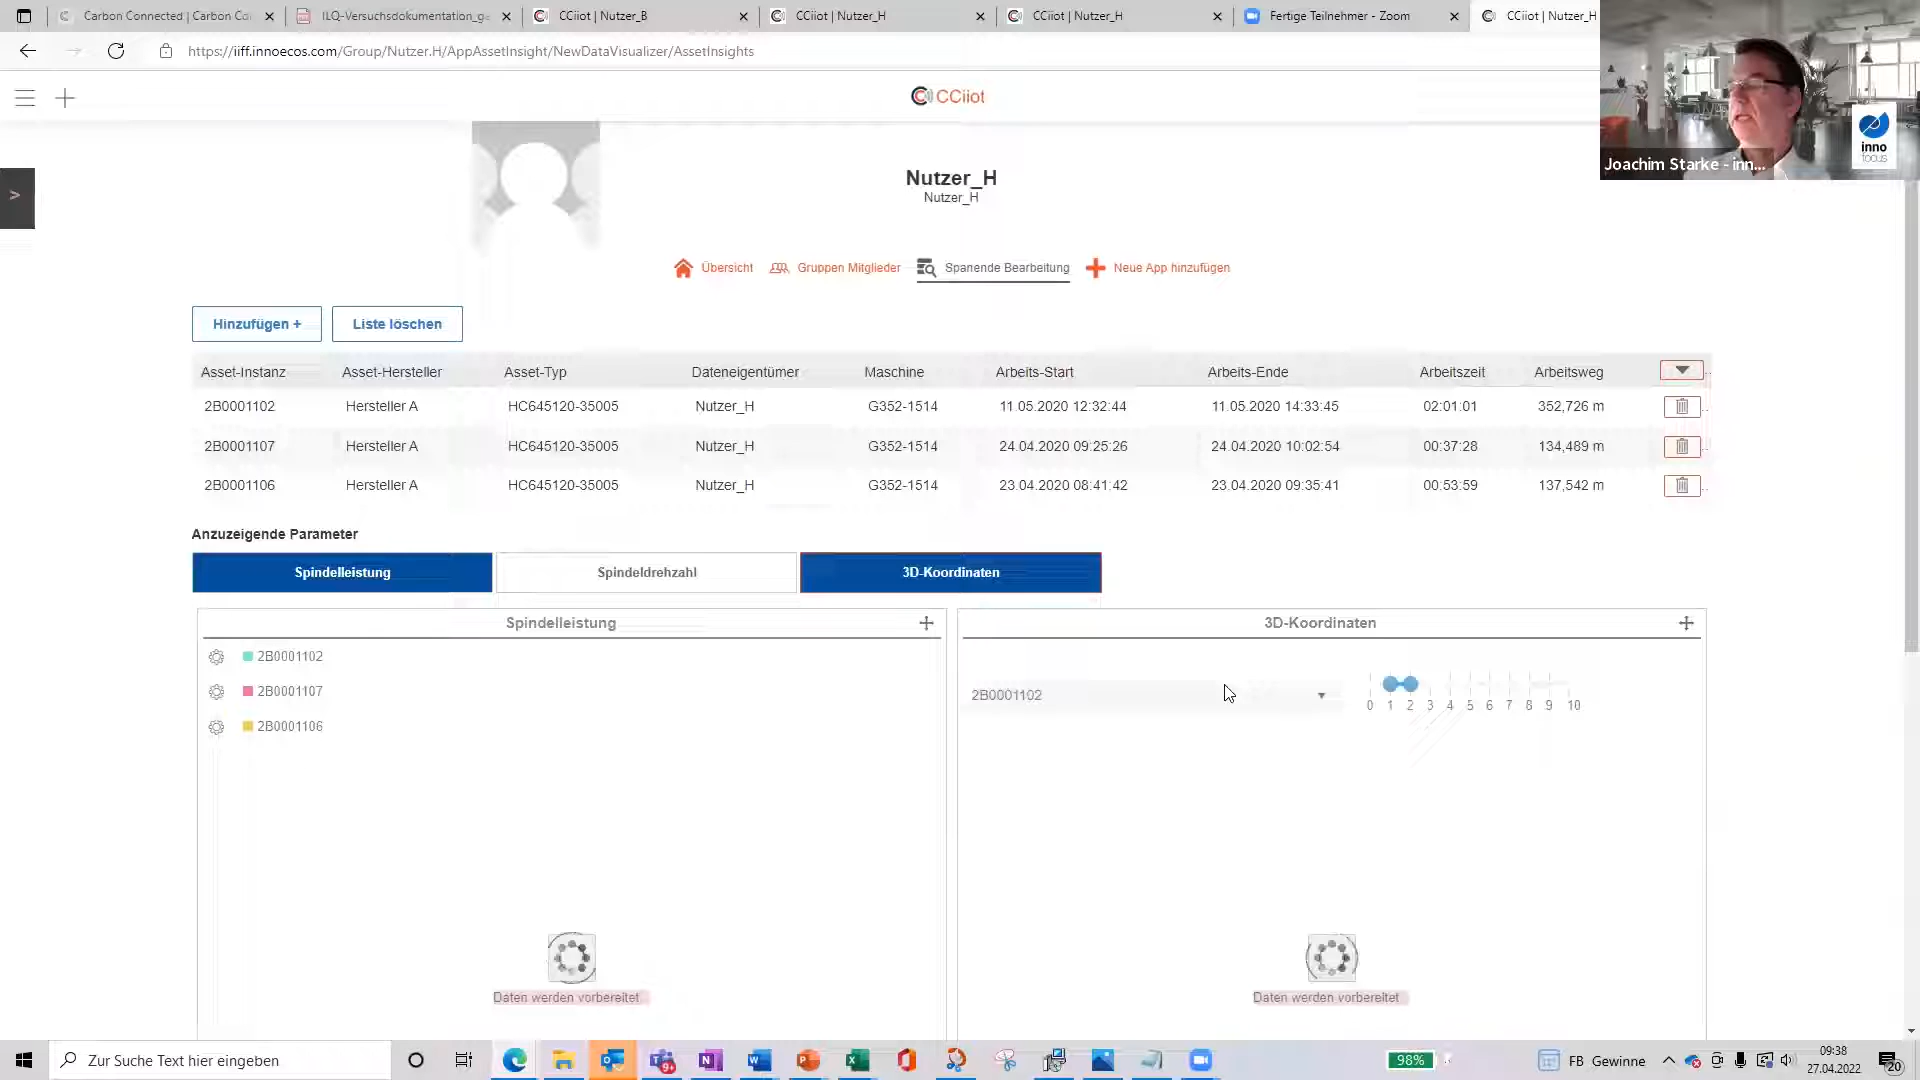 Carbon Connected | Carbon Co
ILQ-Versuchsdokumentation_ge
CCiiot | Nutzer_B
CCiiot | Nutzer_H
CCiiot | Nutzer_H
Fertige Teilnehmer - Zoom
CCiiot | Nutzer_H
https://iiff.innoecos.com/Group/Nutzer.H/AppAssetInsight/NewDataVisualizer/AssetInsights
CCiiot
inno
focus
Joachim Starke - inn...
>
Nutzer_H
Nutzer_H
Übersicht Gruppen Mitglieder Spanende Bearbeitung Neue App hinzufügen
Hinzufügen + Liste löschen
Asset-Instanz Asset-Hersteller Asset-Typ Dateneigentümer Maschine Arbeits-Start Arbeits-Ende Arbeitszeit Arbeitsweg
2B0001102 Hersteller A HC645120-35005 Nutzer_H G352-1514 11.05.2020 12:32:44 11.05.2020 14:33:45 02:01:01 352,726 m
2B0001107 Hersteller A HC645120-35005 Nutzer_H G352-1514 24.04.2020 09:25:26 24.04.2020 10:02:54 00:37:28 134,489 m
2B0001106 Hersteller A HC645120-35005 Nutzer_H G352-1514 23.04.2020 08:41:42 23.04.2020 09:35:41 00:53:59 137,542 m
Anzuzeigende Parameter
Spindelleistung Spindeldrehzahl 3D-Koordinaten
Spindelleistung
2B0001102
2B0001107
2B0001106
Daten werden vorbereitet
3D-Koordinaten
2B0001102
0 1 2 3 4 5 6 7 8 9 10
Daten werden vorbereitet
Zur Suche Text hier eingeben
9+
98%
FB Gewinne
09:38
27.04.2022
20